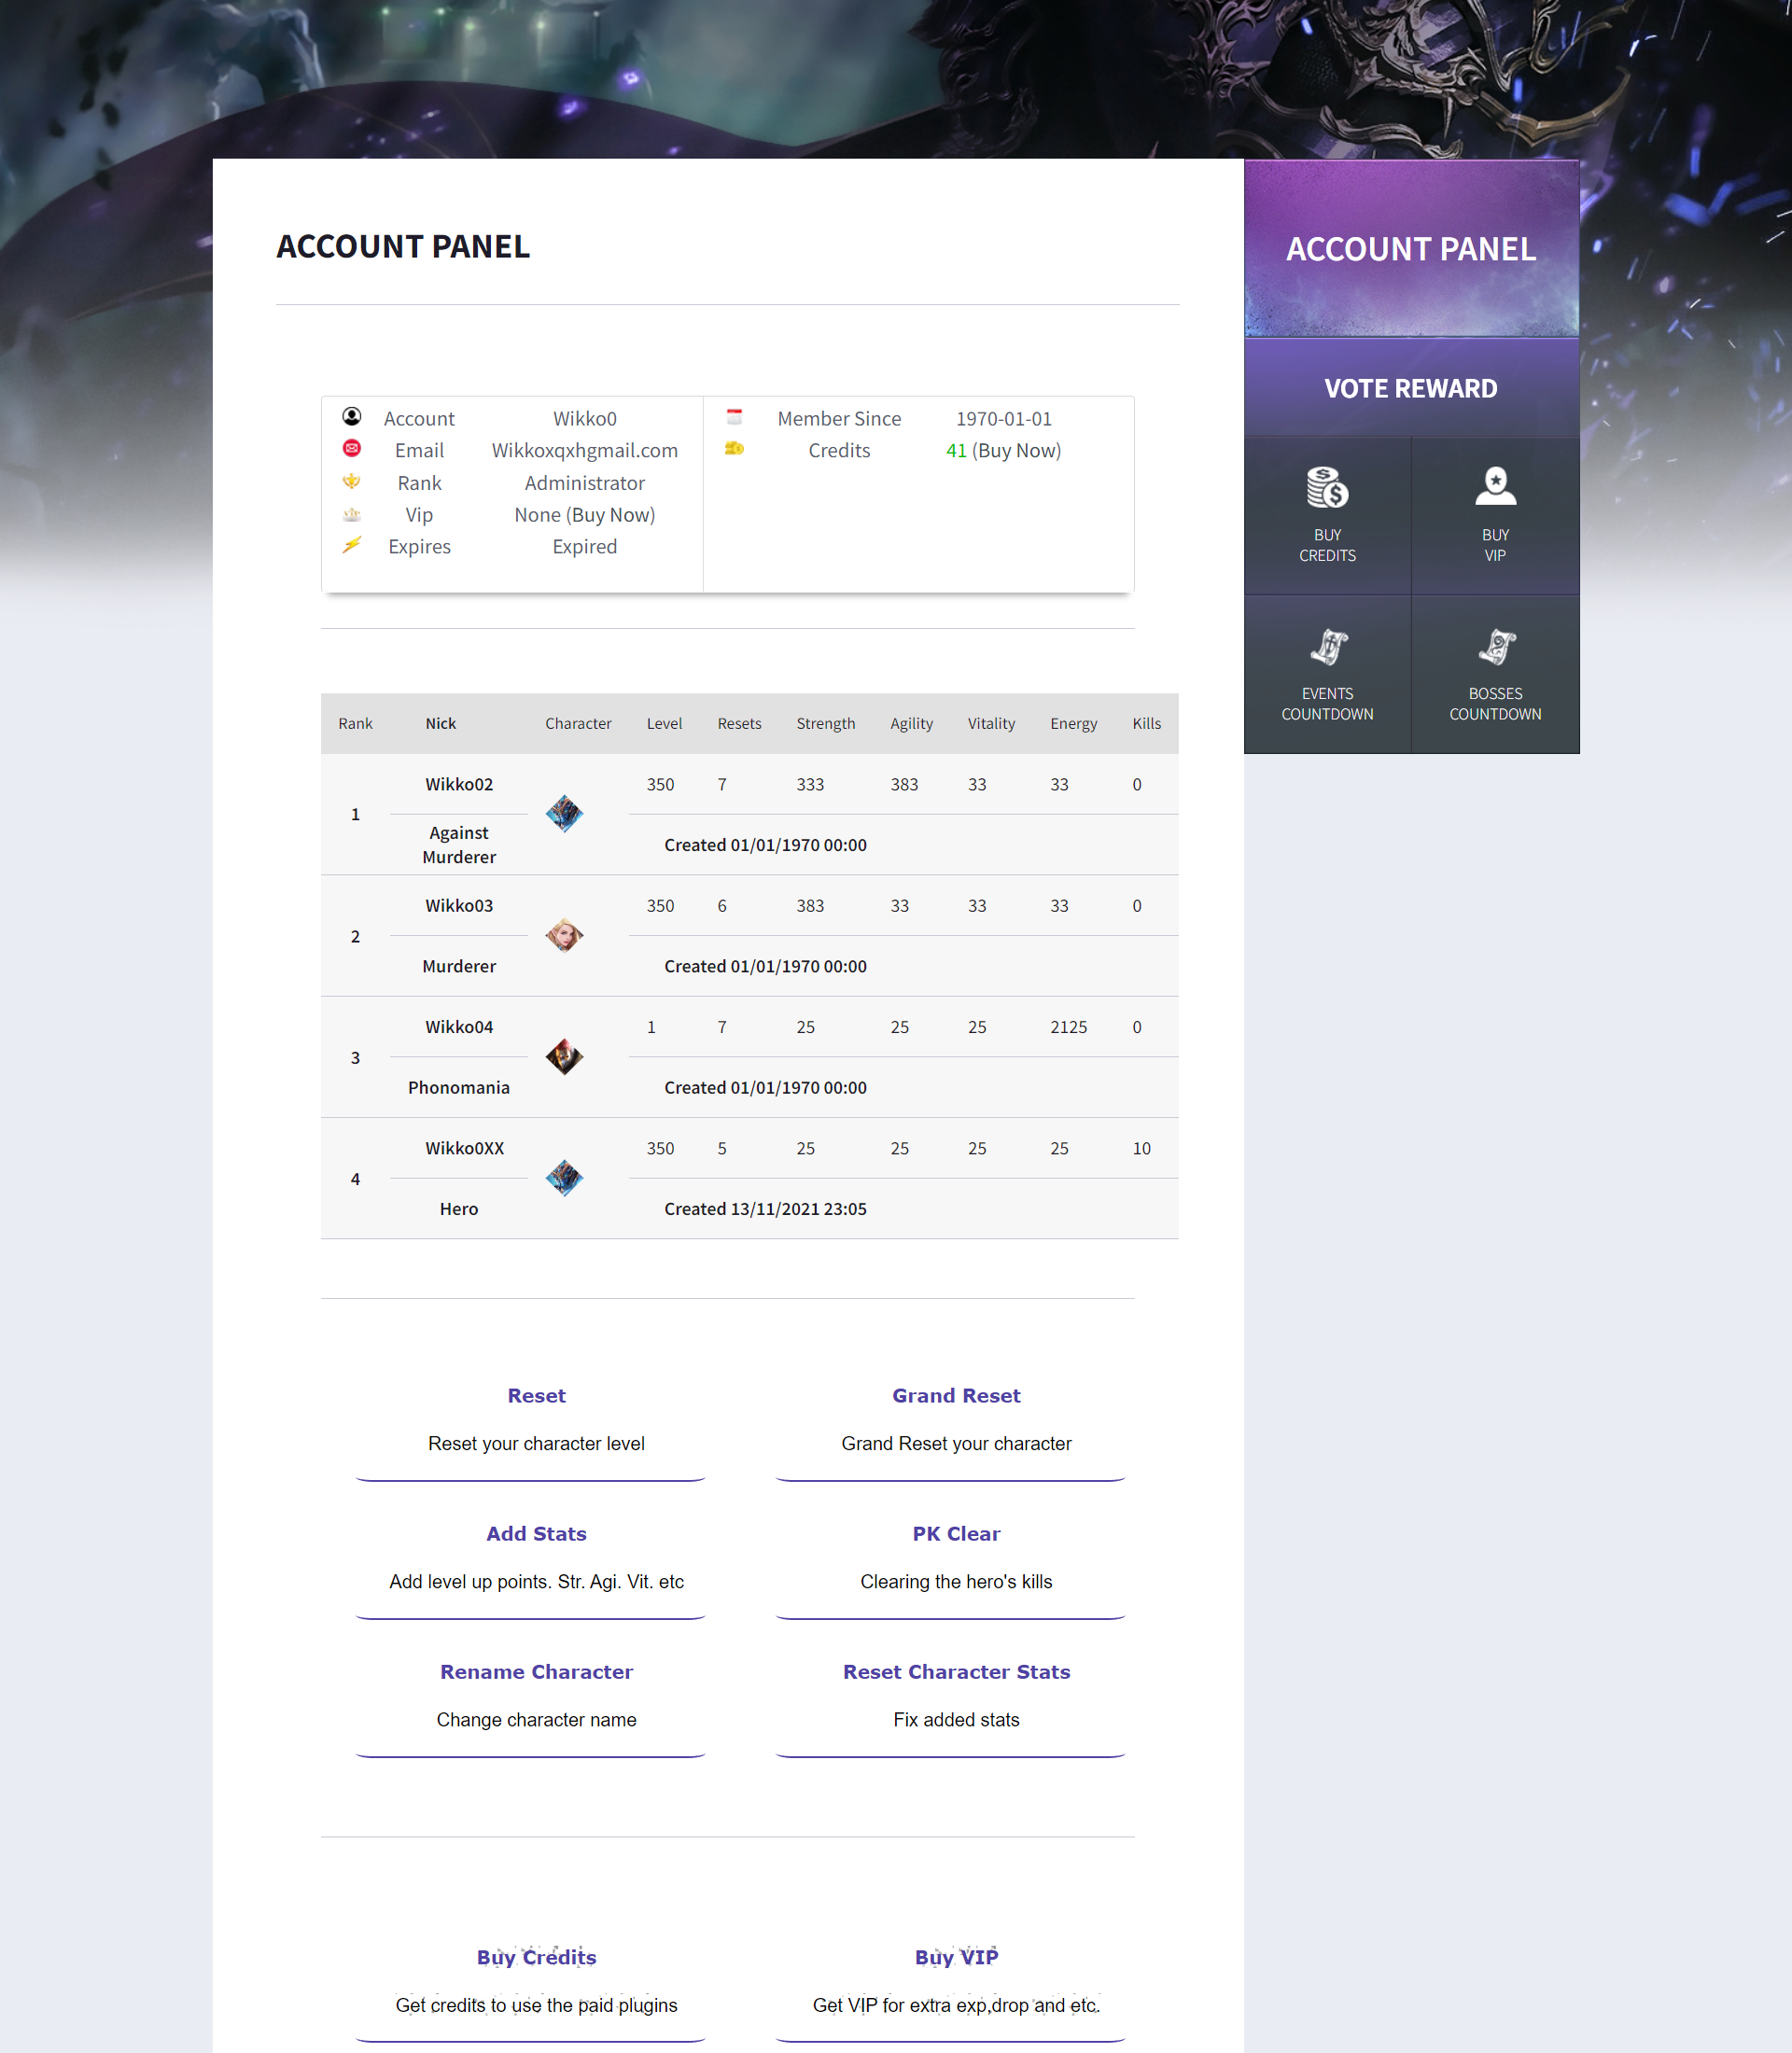 ACCOUNT PANEL
Account Wikko0
Email Wikkoxqxhgmail.com
Rank Administrator
Vip None (Buy Now)
Expires Expired
Member Since 1970-01-01
Credits 41 (Buy Now)
Rank Nick Character Level Resets Strength Agility Vitality Energy Kills
1 Wikko02 350 7 333 383 33 33 0
Against
Murderer
Created 01/01/1970 00:00
2 Wikko03 350 6 383 33 33 33 0
Murderer Created 01/01/1970 00:00
3 Wikko04 1 7 25 25 25 2125 0
Phonomania Created 01/01/1970 00:00
4 Wikko0XX 350 5 25 25 25 25 10
Hero Created 13/11/2021 23:05
Reset
Reset your character level
Grand Reset
Grand Reset your character
Add Stats
Add level up points. Str. Agi. Vit. etc
PK Clear
Clearing the hero's kills
Rename Character
Change character name
Reset Character Stats
Fix added stats
Buy Credits
Get credits to use the paid plugins
Buy VIP
Get VIP for extra exp,drop and etc.
ACCOUNT PANEL
VOTE REWARD
BUY
CREDITS
BUY
VIP
EVENTS
COUNTDOWN
BOSSES
COUNTDOWN